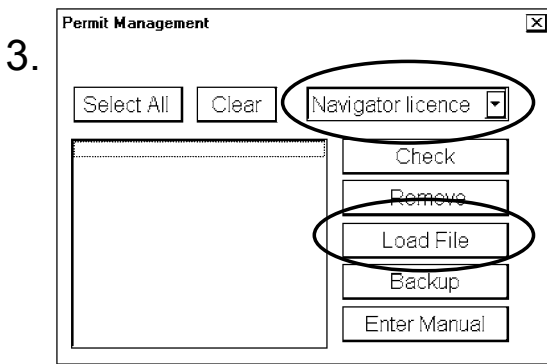 Permit Management
3.
Select All Clear Navigator licence
Check
Remove
Load File
Backup
Enter Manual